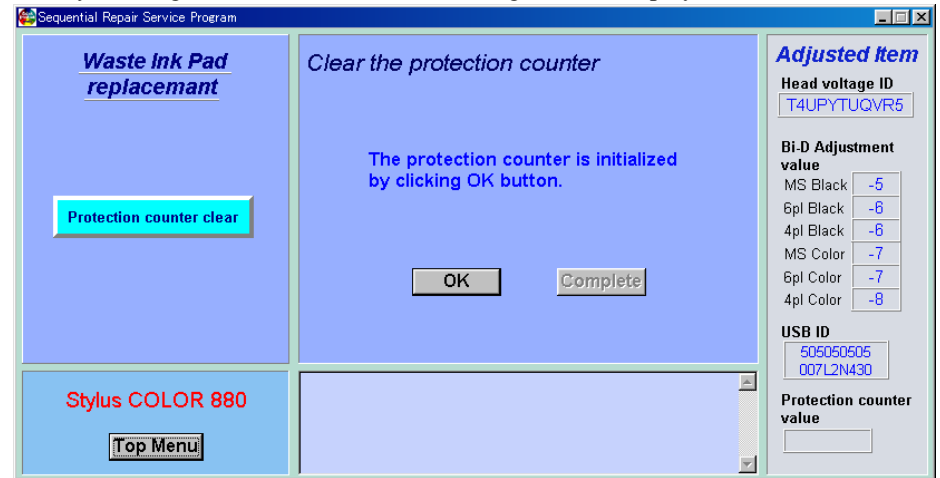 Sequential Repair Service Program
Waste Ink Pad
replacemant
Protection counter clear
Clear the protection counter
The protection counter is initialized
by clicking OK button.
OK
Complete
Stylus COLOR 880
Top Menu
Adjusted Item
Head voltage ID
T4UPYTUQVR5
Bi-D Adjustment
value
MS Black -5
6pl Black -6
4pl Black -6
MS Color -7
6pl Color -7
4pl Color -8
USB ID
505050505
007L2N430
Protection counter
value